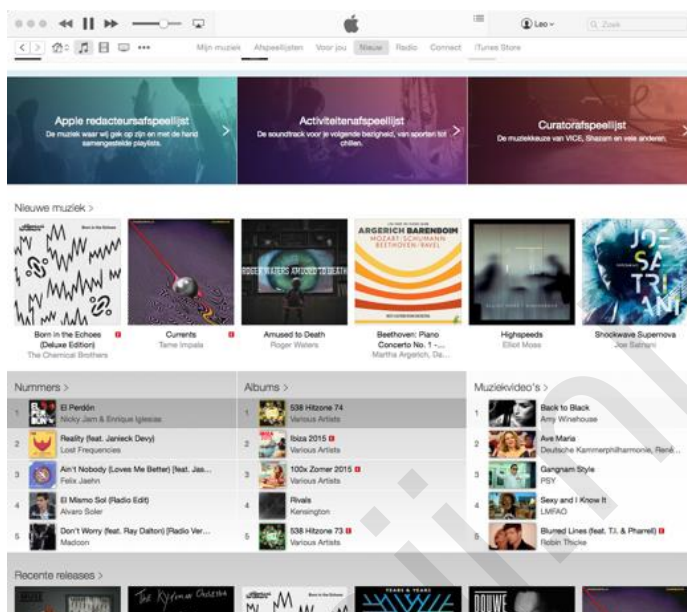 Leo
Zoek
Mijn muziek Afspeellijsten Voor jou Nieuw Radio Connect iTunes Store
Apple redacteursafspeellijst
De muziek waar wij gek op zijn en met de hand
samengestelde playlists.
Activiteitenafspeellijst
De soundtrack voor je volgende bezigheid, van sporten tot
chillen.
Curatorafspeellijst
De muziekkeuze van VICE, Shazam en vele anderen.
Nieuwe muziek >
ROGER WATERS AMUSED TO DEATH
ARGERICH BARENBOIM
MOZART/SCHUMANN
BEETHOVEN/RAVEL
JOE
SA
TRI
ANI
Born in the Echoes
(Deluxe Edition)
The Chemical Brothers
Currents
Tame Impala
Amused to Death
Roger Waters
Beethoven: Piano
Concerto No. 1 -...
Martha Argerich, Da...
Highspeeds
Elliot Moss
Shockwave Supernova
Joe Satriani
Nummers >
1 El Perdón
Nicky Jam & Enrique Iglesias
2 Reality (feat. Janieck Devy)
Lost Frequencies
3 Ain't Nobody (Loves Me Better) [feat. Jas...
Felix Jaehn
4 El Mismo Sol (Radio Edit)
Alvaro Soler
5 Don't Worry (feat. Ray Dalton) [Radio Ver...
Madcon
Albums >
1 538 Hitzone 74
Various Artists
2 Ibiza 2015
Various Artists
3 100x Zomer 2015
Various Artists
4 Rivals
Kensington
5 538 Hitzone 73
Various Artists
Muziekvideo's >
1 Back to Black
Amy Winehouse
2 Ave Maria
Deutsche Kammerphilharmonie, René...
3 Gangnam Style
PSY
4 Sexy and I Know It
LMFAO
5 Blurred Lines (feat. T.I. & Pharrell)
Robin Thicke
Recente releases >
THE KYTEMAN ORCHESTRA
YEARS & YEARS
DOUWE